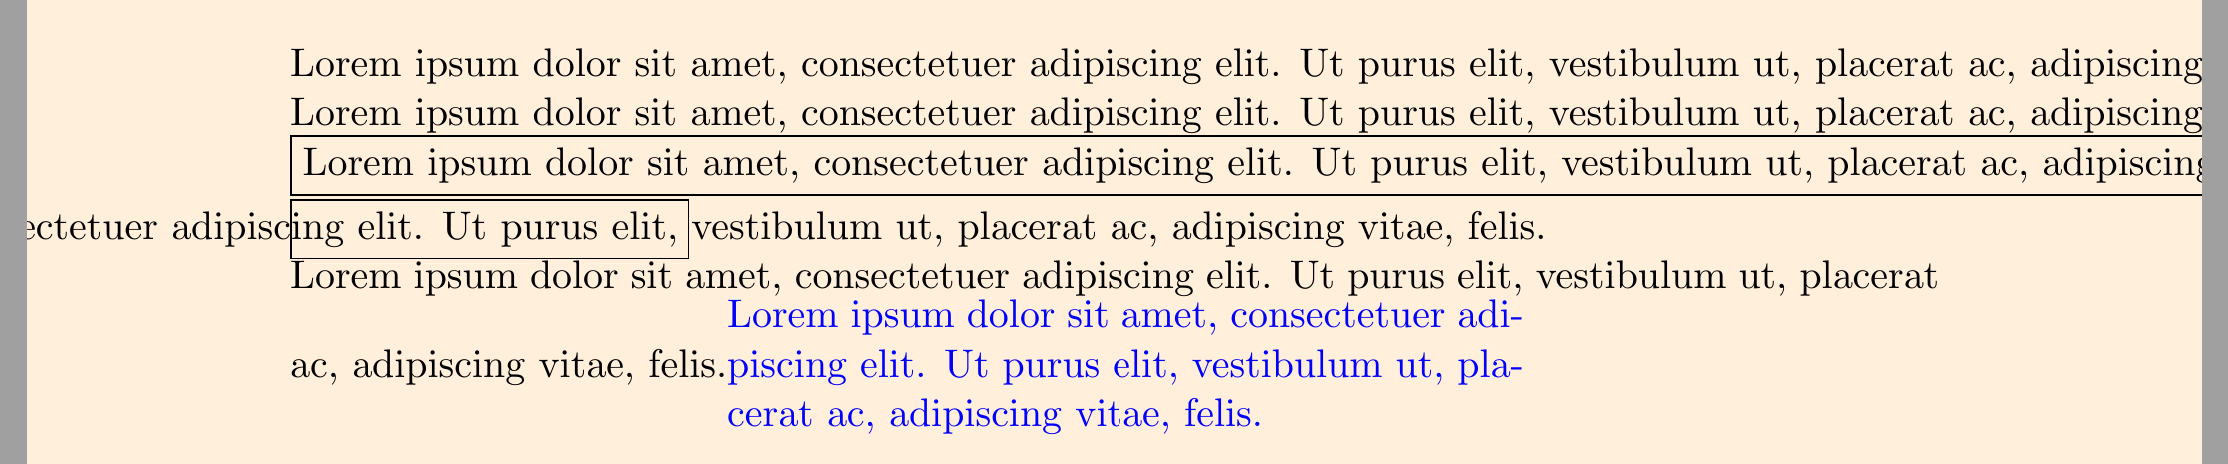 Lorem ipsum dolor sit amet, consectetuer adipiscing elit. Ut purus elit, vestibulum ut, placerat ac, adipiscing
Lorem ipsum dolor sit amet, consectetuer adipiscing elit. Ut purus elit, vestibulum ut, placerat ac, adipiscing
Lorem ipsum dolor sit amet, consectetuer adipiscing elit. Ut purus elit, vestibulum ut, placerat ac, adipiscing
ectetuer adipiscing elit. Ut purus elit, vestibulum ut, placerat ac, adipiscing vitae, felis.
Lorem ipsum dolor sit amet, consectetuer adipiscing elit. Ut purus elit, vestibulum ut, placerat
Lorem ipsum dolor sit amet, consectetuer adi-
ac, adipiscing vitae, felis.piscing elit. Ut purus elit, vestibulum ut, pla-
cerat ac, adipiscing vitae, felis.